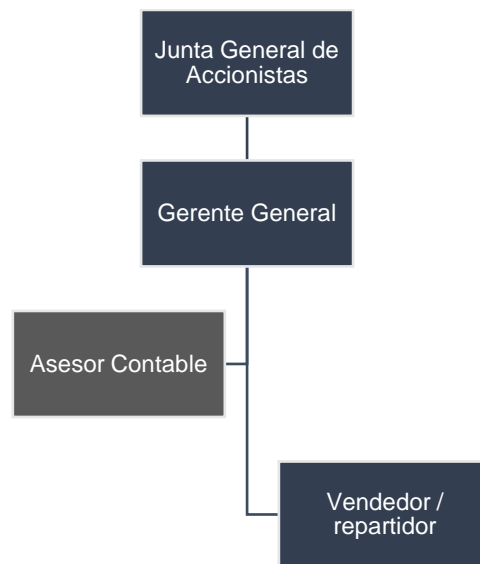 Junta General de
Accionistas
Gerente General
Asesor Contable
Vendedor /
repartidor